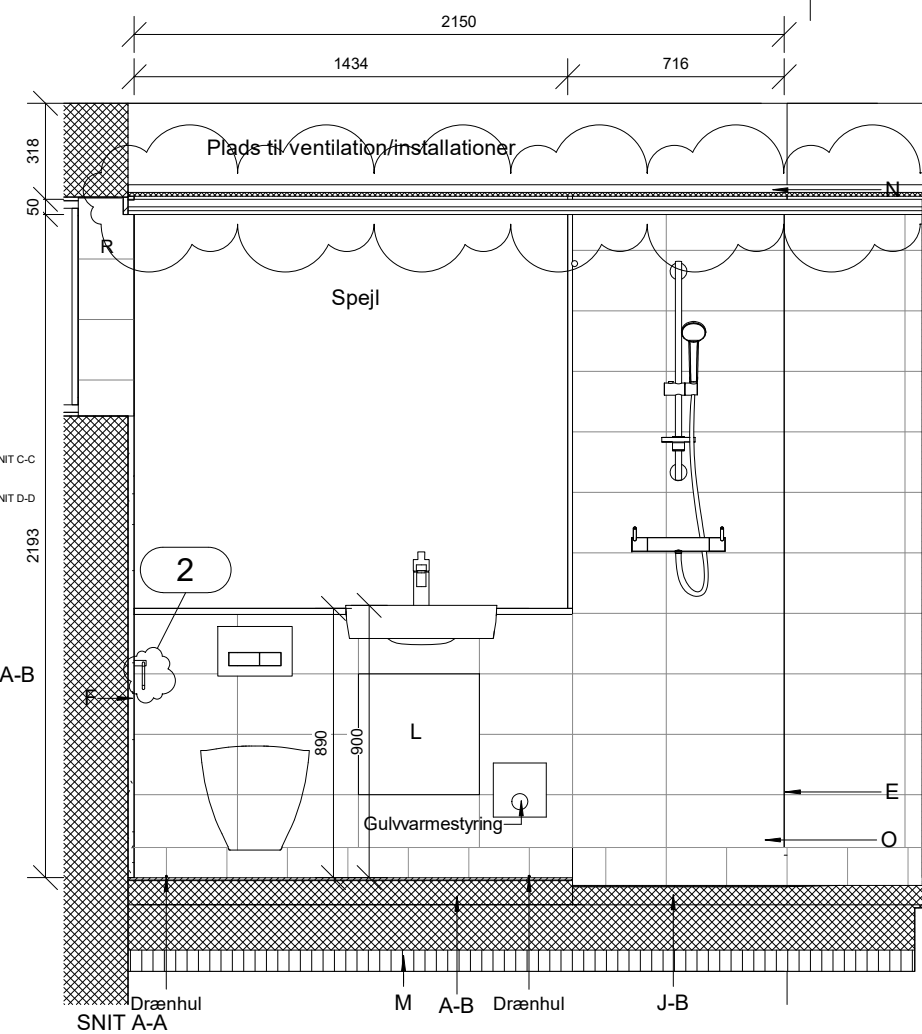 2150
1434
716
318
Plads til ventilation/installationer
N
50
R
Spejl
NIT C-C
NIT D-D
2193
2
A-B
F
890
900
L
E
Gulvvarmestyring
O
Drænhul
M
A-B
Drænhul
J-B
SNIT A-A